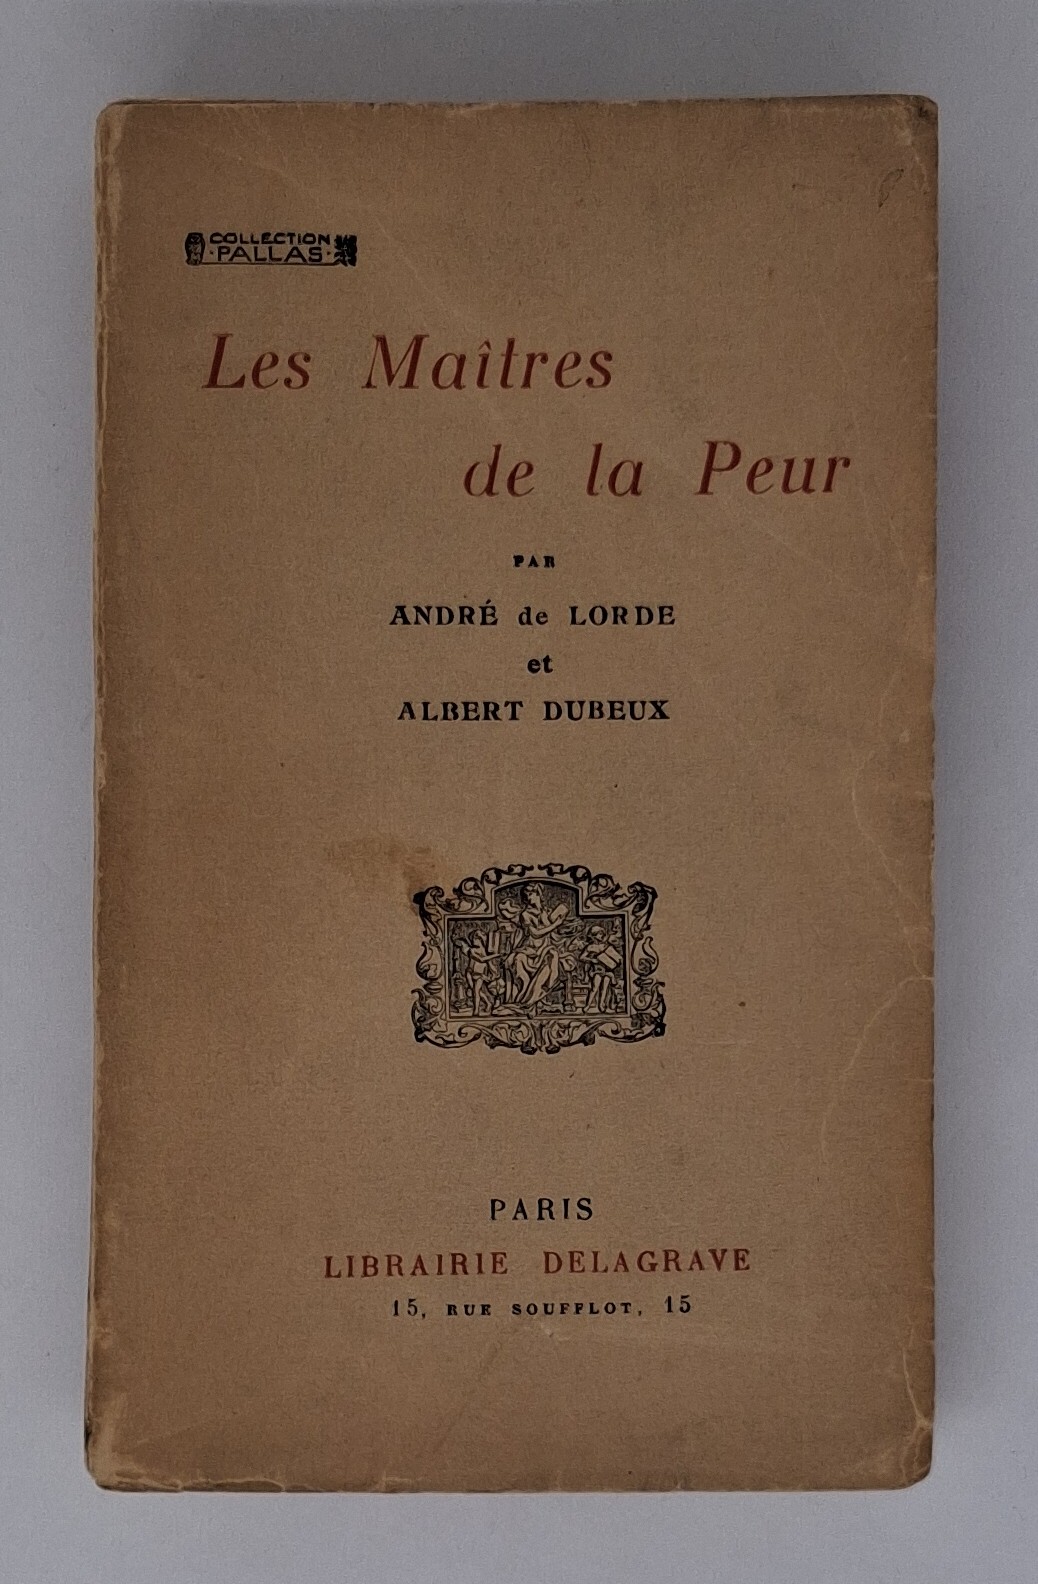 COLLECTION
·PALLAS·
Les Maîtres
de la Peur
PAR
ANDRÉ de LORDE
et
ALBERT DUBEUX
PARIS
LIBRAIRIE DELAGRAVE
15, RUE SOUFFLOT, 15